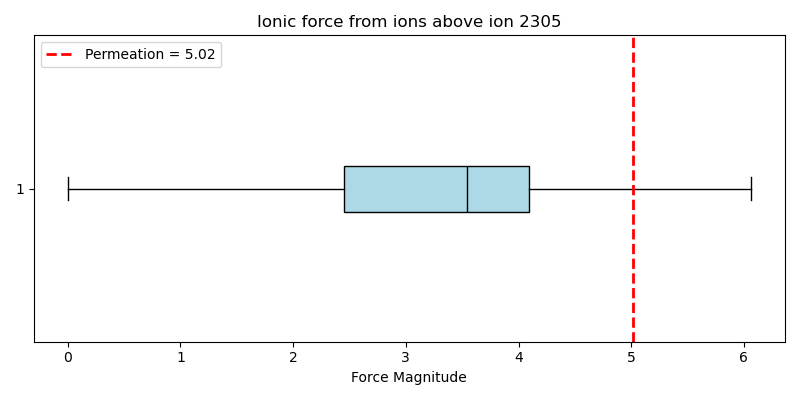 Ionic force from ions above ion 2305
Permeation = 5.02
1
0 1 2 3 4 5 6
Force Magnitude